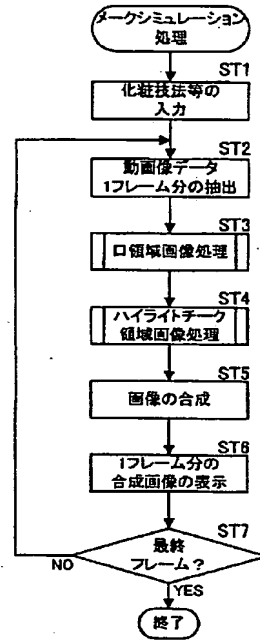 メークシミュレーション
処理
ST1
化粧技法等の
入力
ST2
動画像データ
1フレーム分の抽出
ST3
口領域画像処理
ST4
ハイライトチーク
領域画像処理
ST5
画像の合成
ST6
1フレーム分の
合成画像の表示
ST7
最終
フレーム?
NO
YES
終了